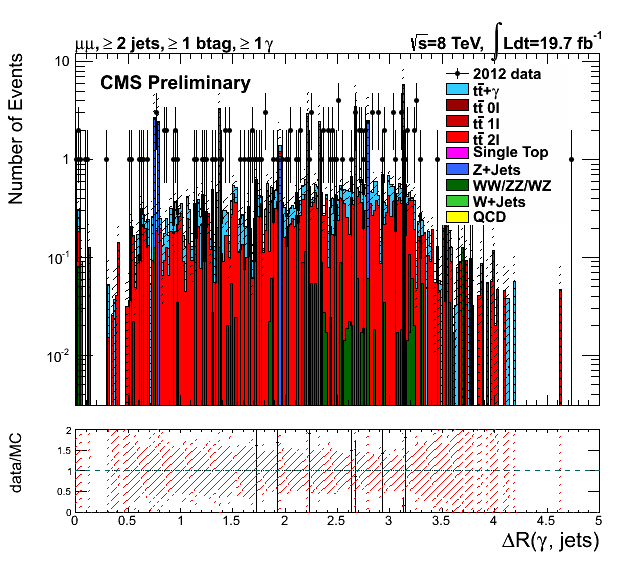 μμ, ≥ 2 jets, ≥ 1 btag, ≥ 1 γ
√s=8 TeV, ∫ Ldt=19.7 fb⁻¹
Number of Events
10
1
10⁻¹
10⁻²
CMS Preliminary
2012 data
tt̄+γ
tt̄ 0l
tt̄ 1l
tt̄ 2l
Single Top
Z+Jets
WW/ZZ/WZ
W+Jets
QCD
data/MC
2
1.5
1
0.5
0
0 0.5 1 1.5 2 2.5 3 3.5 4 4.5 5
ΔR(γ, jets)